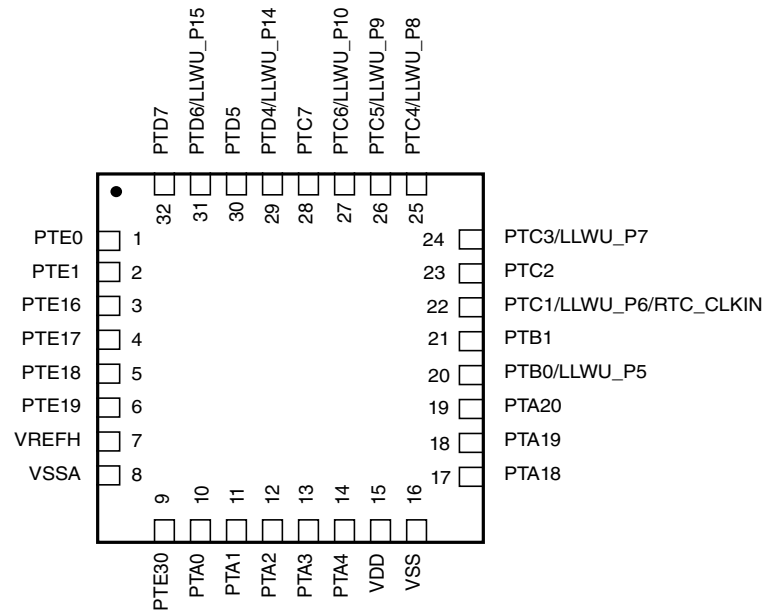 PTD7
PTD6/LLWU_P15
PTD5
PTD4/LLWU_P14
PTC7
PTC6/LLWU_P10
PTC5/LLWU_P9
PTC4/LLWU_P8
32
31
30
29
28
27
26
25
PTE0 1
PTE1 2
PTE16 3
PTE17 4
PTE18 5
PTE19 6
VREFH 7
VSSA 8
24 PTC3/LLWU_P7
23 PTC2
22 PTC1/LLWU_P6/RTC_CLKIN
21 PTB1
20 PTB0/LLWU_P5
19 PTA20
18 PTA19
17 PTA18
9
10
11
12
13
14
15
16
PTE30
PTA0
PTA1
PTA2
PTA3
PTA4
VDD
VSS